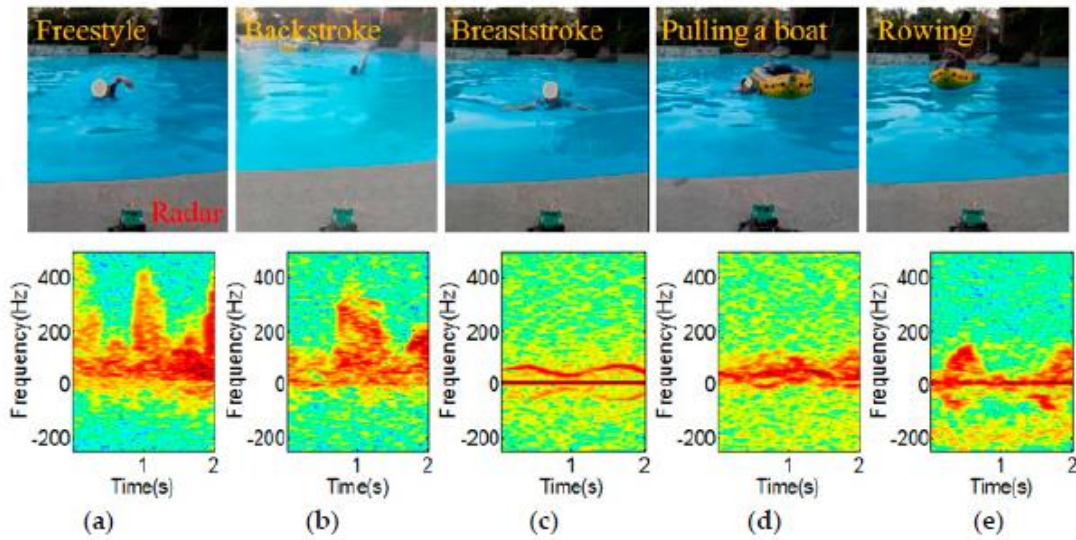 Freestyle Backstroke Breaststroke Pulling a boat Rowing
Radar
400 400 400 400 400
200 200 200 200 200
0 0 0 0 0
-200 -200 -200 -200 -200
Frequency(Hz) Frequency(Hz) Frequency(Hz) Frequency(Hz) Frequency(Hz)
1 2 1 2 1 2 1 2 1 2
Time(s) Time(s) Time(s) Time(s) Time(s)
(a) (b) (c) (d) (e)